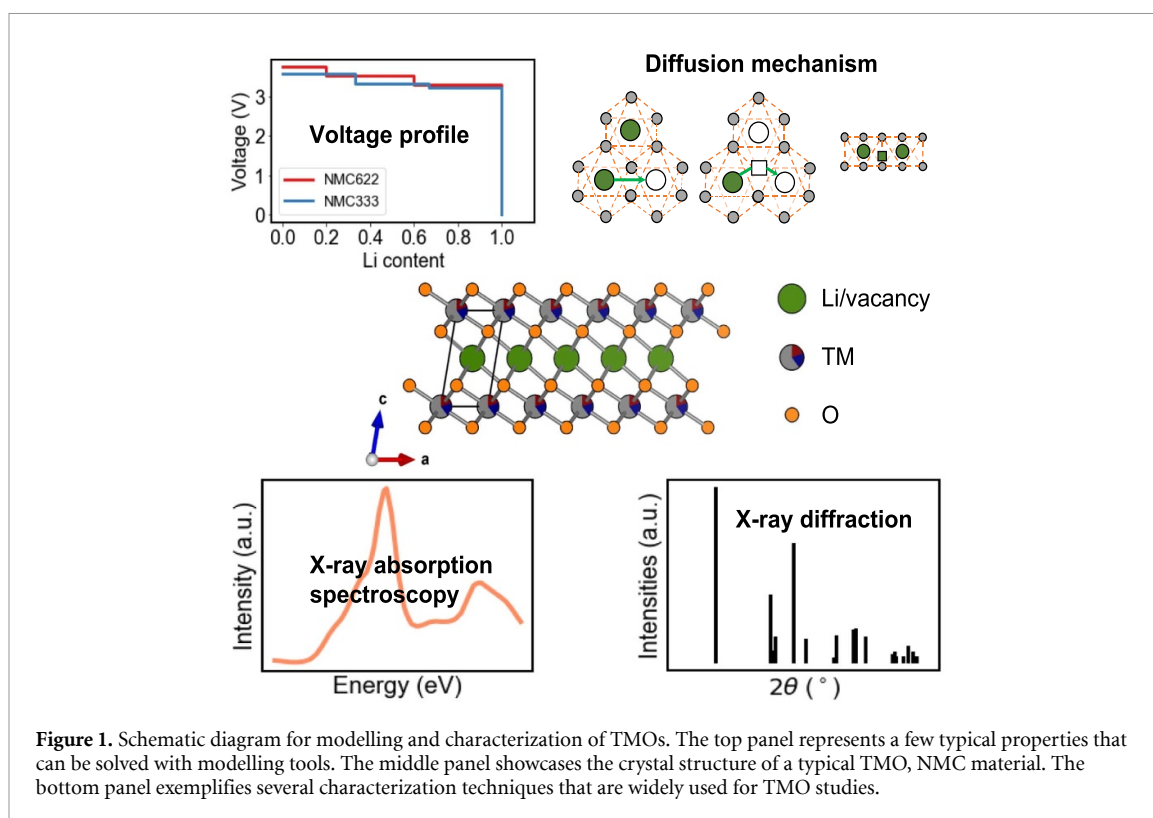 Diffusion mechanism
Voltage (V)
3
2
1
0
Voltage profile
NMC622
NMC333
0.0 0.2 0.4 0.6 0.8 1.0
Li content
Li/vacancy
TM
O
c
a
Intensity (a.u.)
X-ray absorption
spectroscopy
Energy (eV)
Intensities (a.u.)
X-ray diffraction
2θ (°)
Figure 1. Schematic diagram for modelling and characterization of TMOs. The top panel represents a few typical properties that
can be solved with modelling tools. The middle panel showcases the crystal structure of a typical TMO, NMC material. The
bottom panel exemplifies several characterization techniques that are widely used for TMO studies.